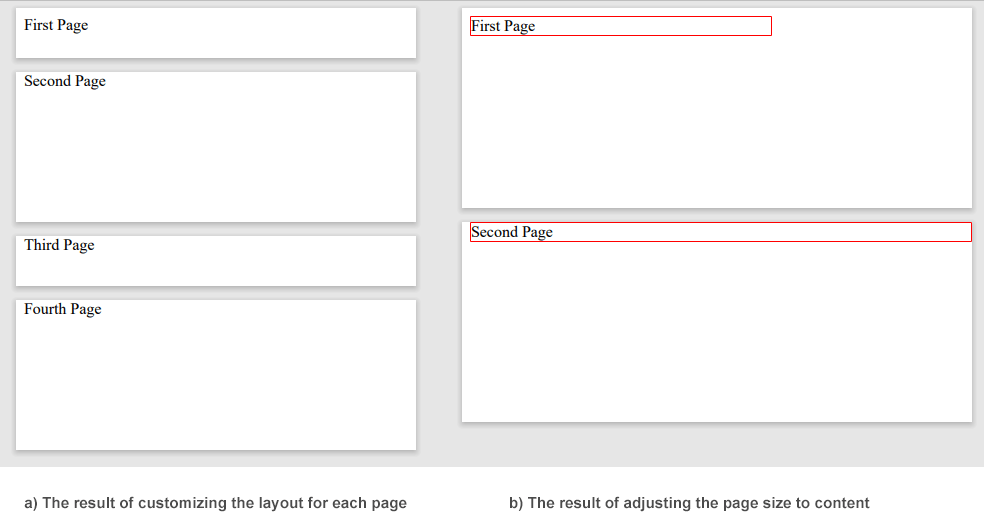 First Page
Second Page
Third Page
Fourth Page
First Page
Second Page
a) The result of customizing the layout for each page
b) The result of adjusting the page size to content